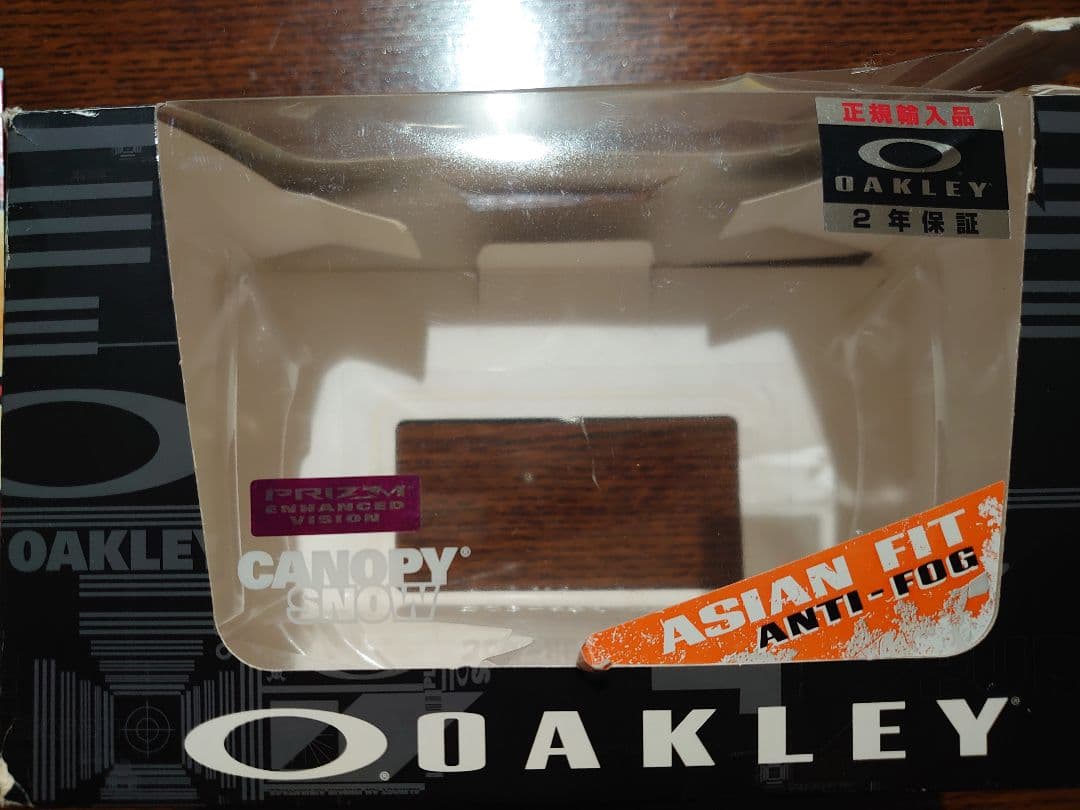 正規輸入品
OAKLEY
2年保証
PRIZM
ENHANCED
VISION
CANOPY®
SNOW
ASIAN FIT
ANTI-FOG
OAKLEY
OAKLEY®